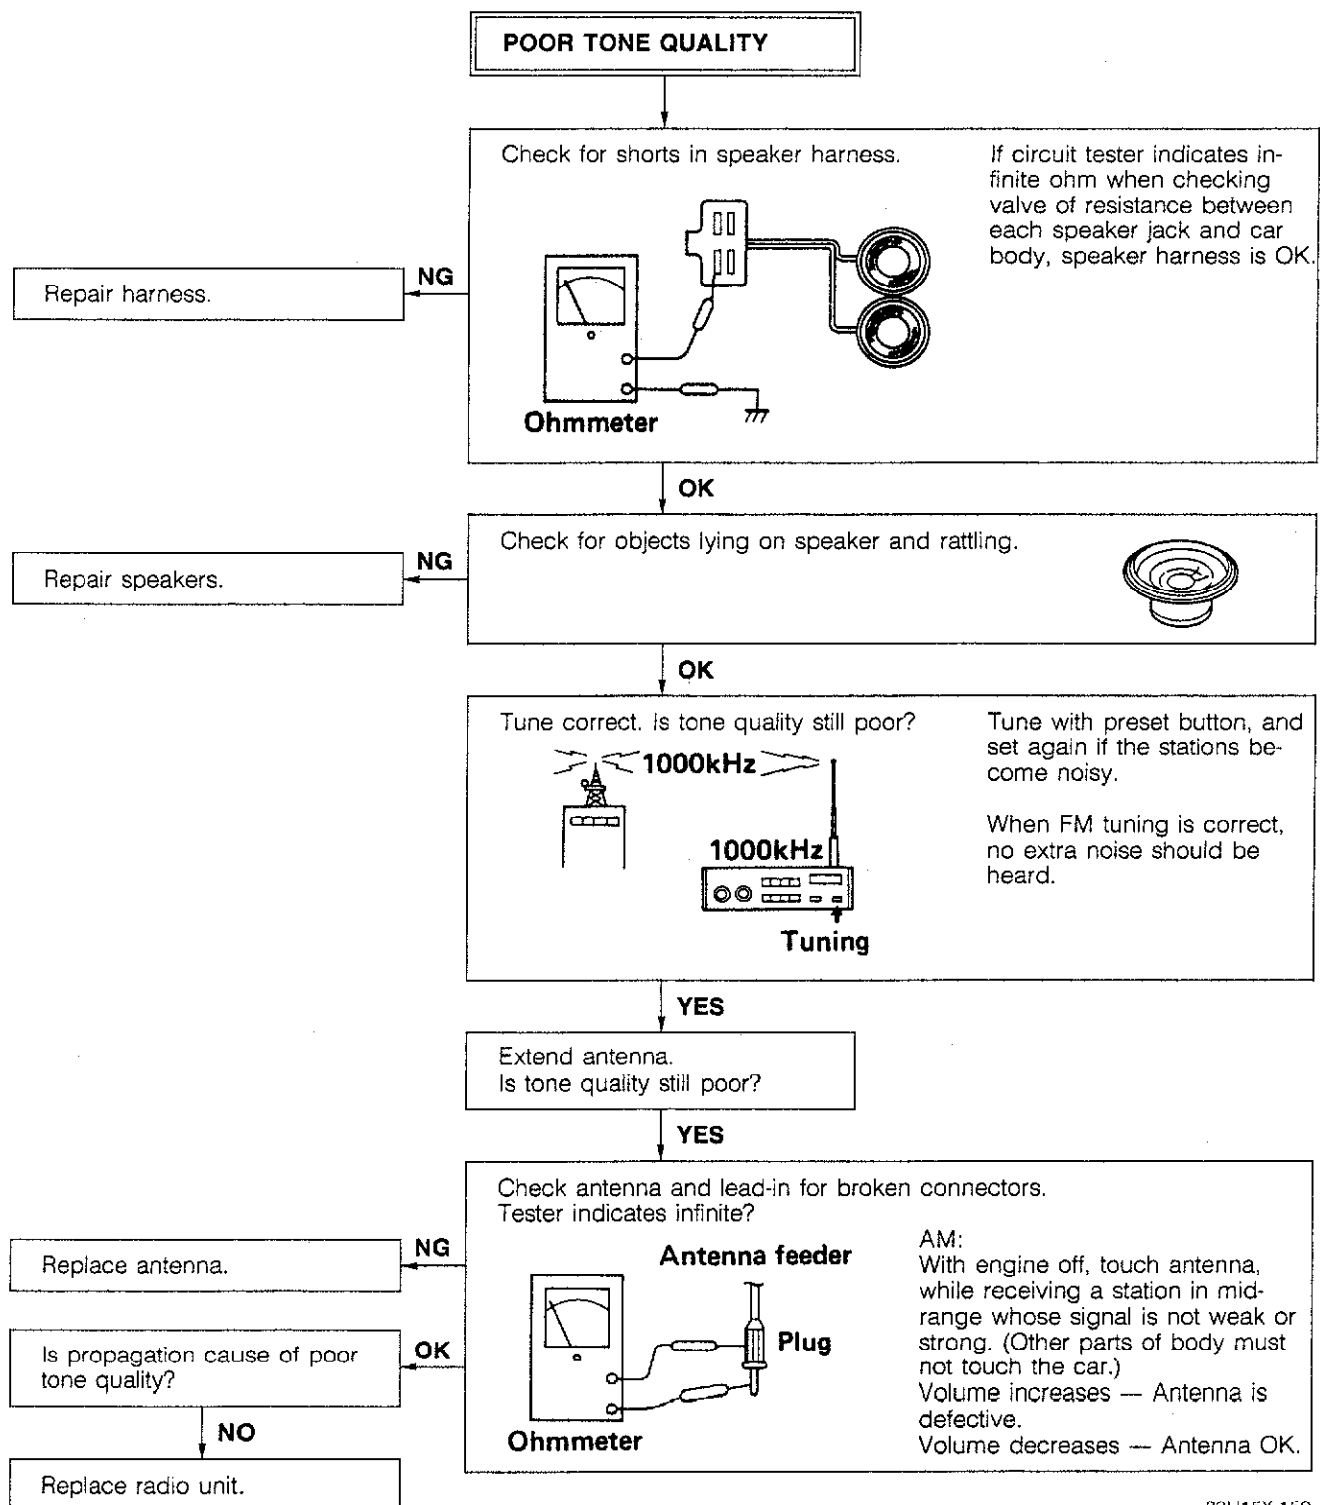 POOR TONE QUALITY
Check for shorts in speaker harness.
If circuit tester indicates in-
finite ohm when checking
valve of resistance between
each speaker jack and car
body, speaker harness is OK.
NG
Repair harness.
Ohmmeter
OK
Check for objects lying on speaker and rattling.
NG
Repair speakers.
OK
Tune correct. Is tone quality still poor?
1000kHz
1000kHz
Tuning
Tune with preset button, and
set again if the stations be-
come noisy.
When FM tuning is correct,
no extra noise should be
heard.
YES
Extend antenna.
Is tone quality still poor?
YES
Check antenna and lead-in for broken connectors.
Tester indicates infinite?
Antenna feeder
Plug
Ohmmeter
AM:
With engine off, touch antenna,
while receiving a station in mid-
range whose signal is not weak or
strong. (Other parts of body must
not touch the car.)
Volume increases — Antenna is
defective.
Volume decreases — Antenna OK.
NG
Replace antenna.
OK
Is propagation cause of poor
tone quality?
NO
Replace radio unit.